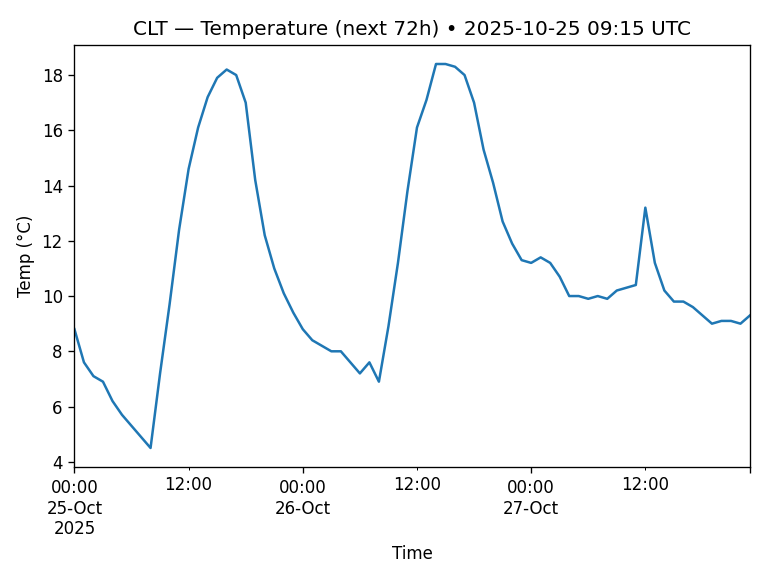 CLT — Temperature (next 72h) • 2025-10-25 09:15 UTC
Temp (°C)
18
16
14
12
10
8
6
4
00:00 12:00 00:00 12:00 00:00 12:00
25-Oct 26-Oct 27-Oct
2025
Time